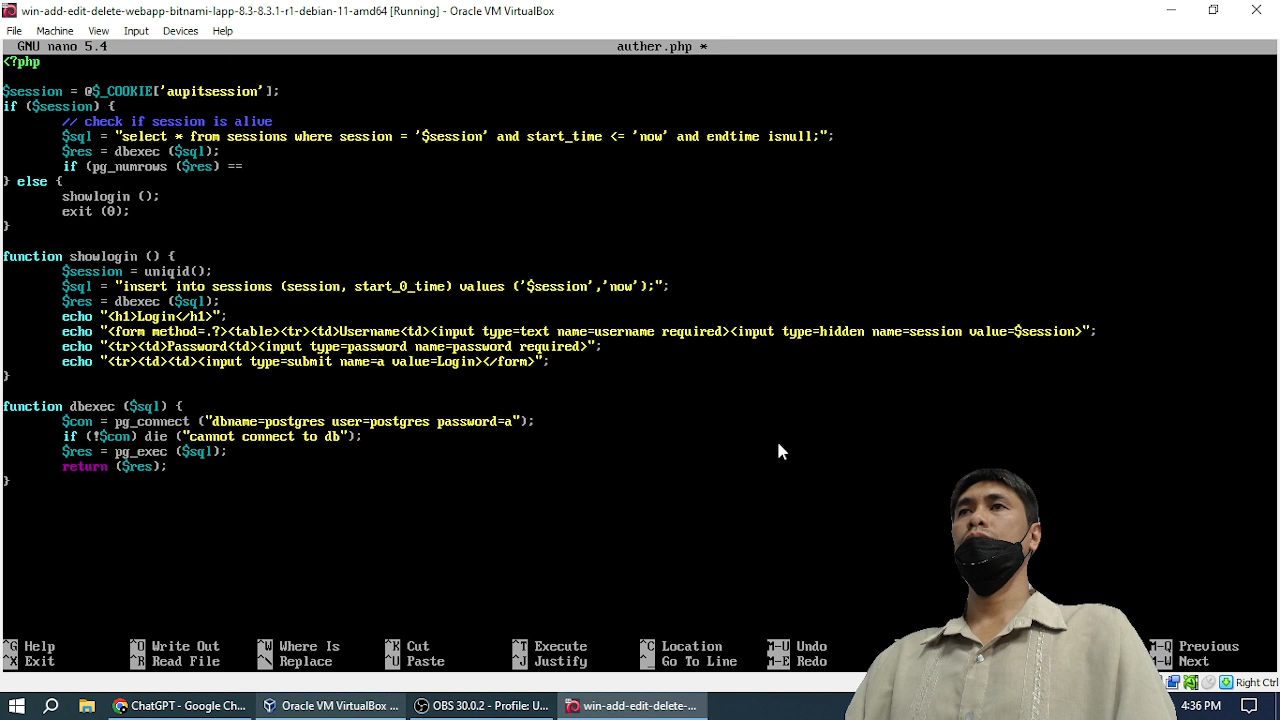 win-add-edit-delete-webapp-bitnami-lapp-8.3-8.3.1-r1-debian-11-amd64 [Running] - Oracle VM VirtualBox
File Machine View Input Devices Help
GNU nano 5.4 auther.php *
<?php
$session = @$_COOKIE['aupitsession'];
if ($session) {
// check if session is alive
$sql = "select * from sessions where session = '$session' and start_time <= 'now' and endtime isnull;";
$res = dbexec ($sql);
if (pg_numrows ($res) ==
} else {
showlogin ();
exit (0);
}
function showlogin () {
$session = uniqid();
$sql = "insert into sessions (session, start_0_time) values ('$session','now');";
$res = dbexec ($sql);
echo "<h1>Login</h1>";
echo "<form method=.?><table><tr><td>Username<td><input type=text name=username required><input type=hidden name=session value=$session>";
echo "<tr><td>Password<td><input type=password name=password required>";
echo "<tr><td><td><input type=submit name=a value=Login></form>";
}
function dbexec ($sql) {
$con = pg_connect ("dbname=postgres user=postgres password=a");
if (!$con) die ("cannot connect to db");
$res = pg_exec ($sql);
return ($res);
}
^G Help ^O Write Out ^W Where Is ^K Cut ^T Execute ^C Location M-U Undo M-Q Previous
^X Exit ^R Read File ^\ Replace ^U Paste ^J Justify ^_ Go To Line M-E Redo M-W Next
Right Ctrl
ChatGPT - Google Ch... Oracle VM VirtualBox OBS 30.0.2 - Profile: U... win-add-edit-delete-... 4:36 PM